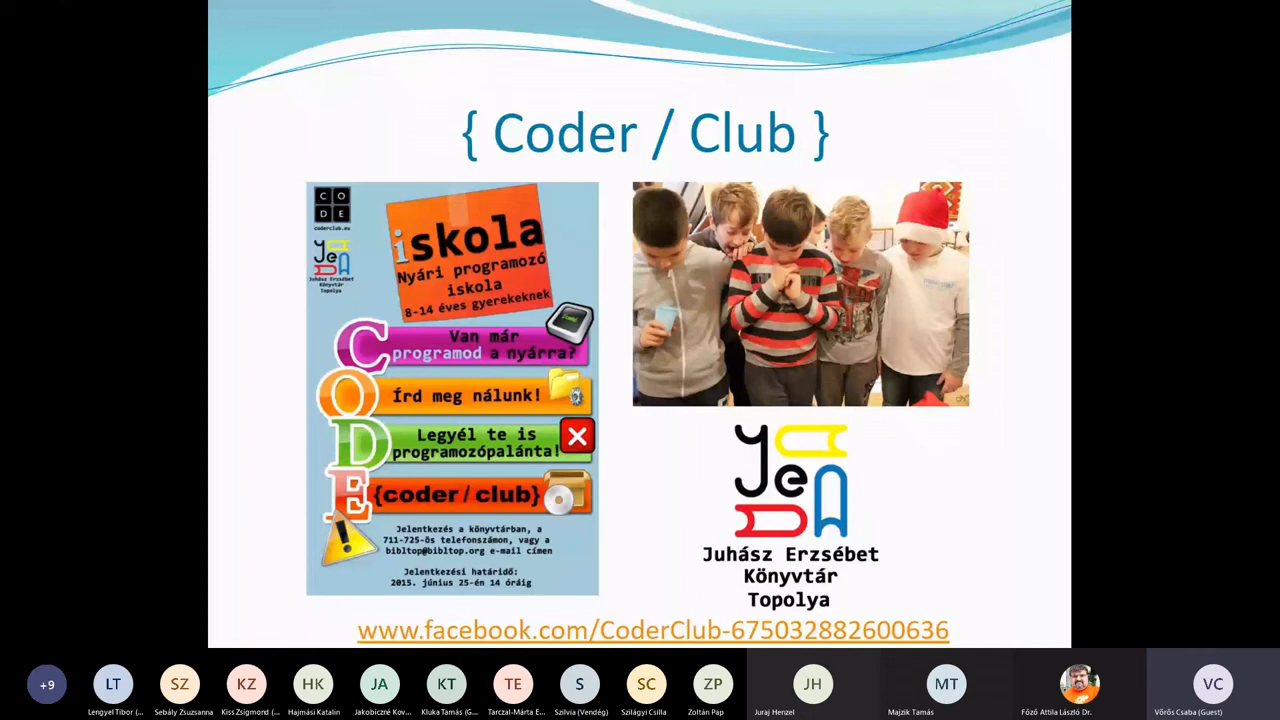 { Coder / Club }
C O
D E
coderclub.eu
Juhász Erzsébet
Könyvtár
Topolya
iskola
Nyári programozó
iskola
8-14 éves gyerekeknek
CODE
Van már
programod a nyárra?
Írd meg nálunk!
Legyél te is
programozópalánta!
{coder/club}
Jelentkezés a könyvtárban, a
711-725-ös telefonszámon, vagy a
bibltop@bibltop.org e-mail címen
Jelentkezési határidő:
2015. június 25-én 14 óráig
Juhász Erzsébet
Könyvtár
Topolya
www.facebook.com/CoderClub-675032882600636
+9
LT
SZ
KZ
HK
JA
KT
TE
S
SC
ZP
JH
MT
VC
Lengyel Tibor (...
Sebály Zsuzsanna
Kiss Zsigmond (...
Hajmási Katalin
Jakobiczné Kov...
Kluka Tamás (G...
Tarczal-Márta E...
Szilvia (Vendég)
Szilágyi Csilla
Zoltán Pap
Juraj Henzel
Majzik Tamás
Főző Attila László Dr.
Vörös Csaba (Guest)